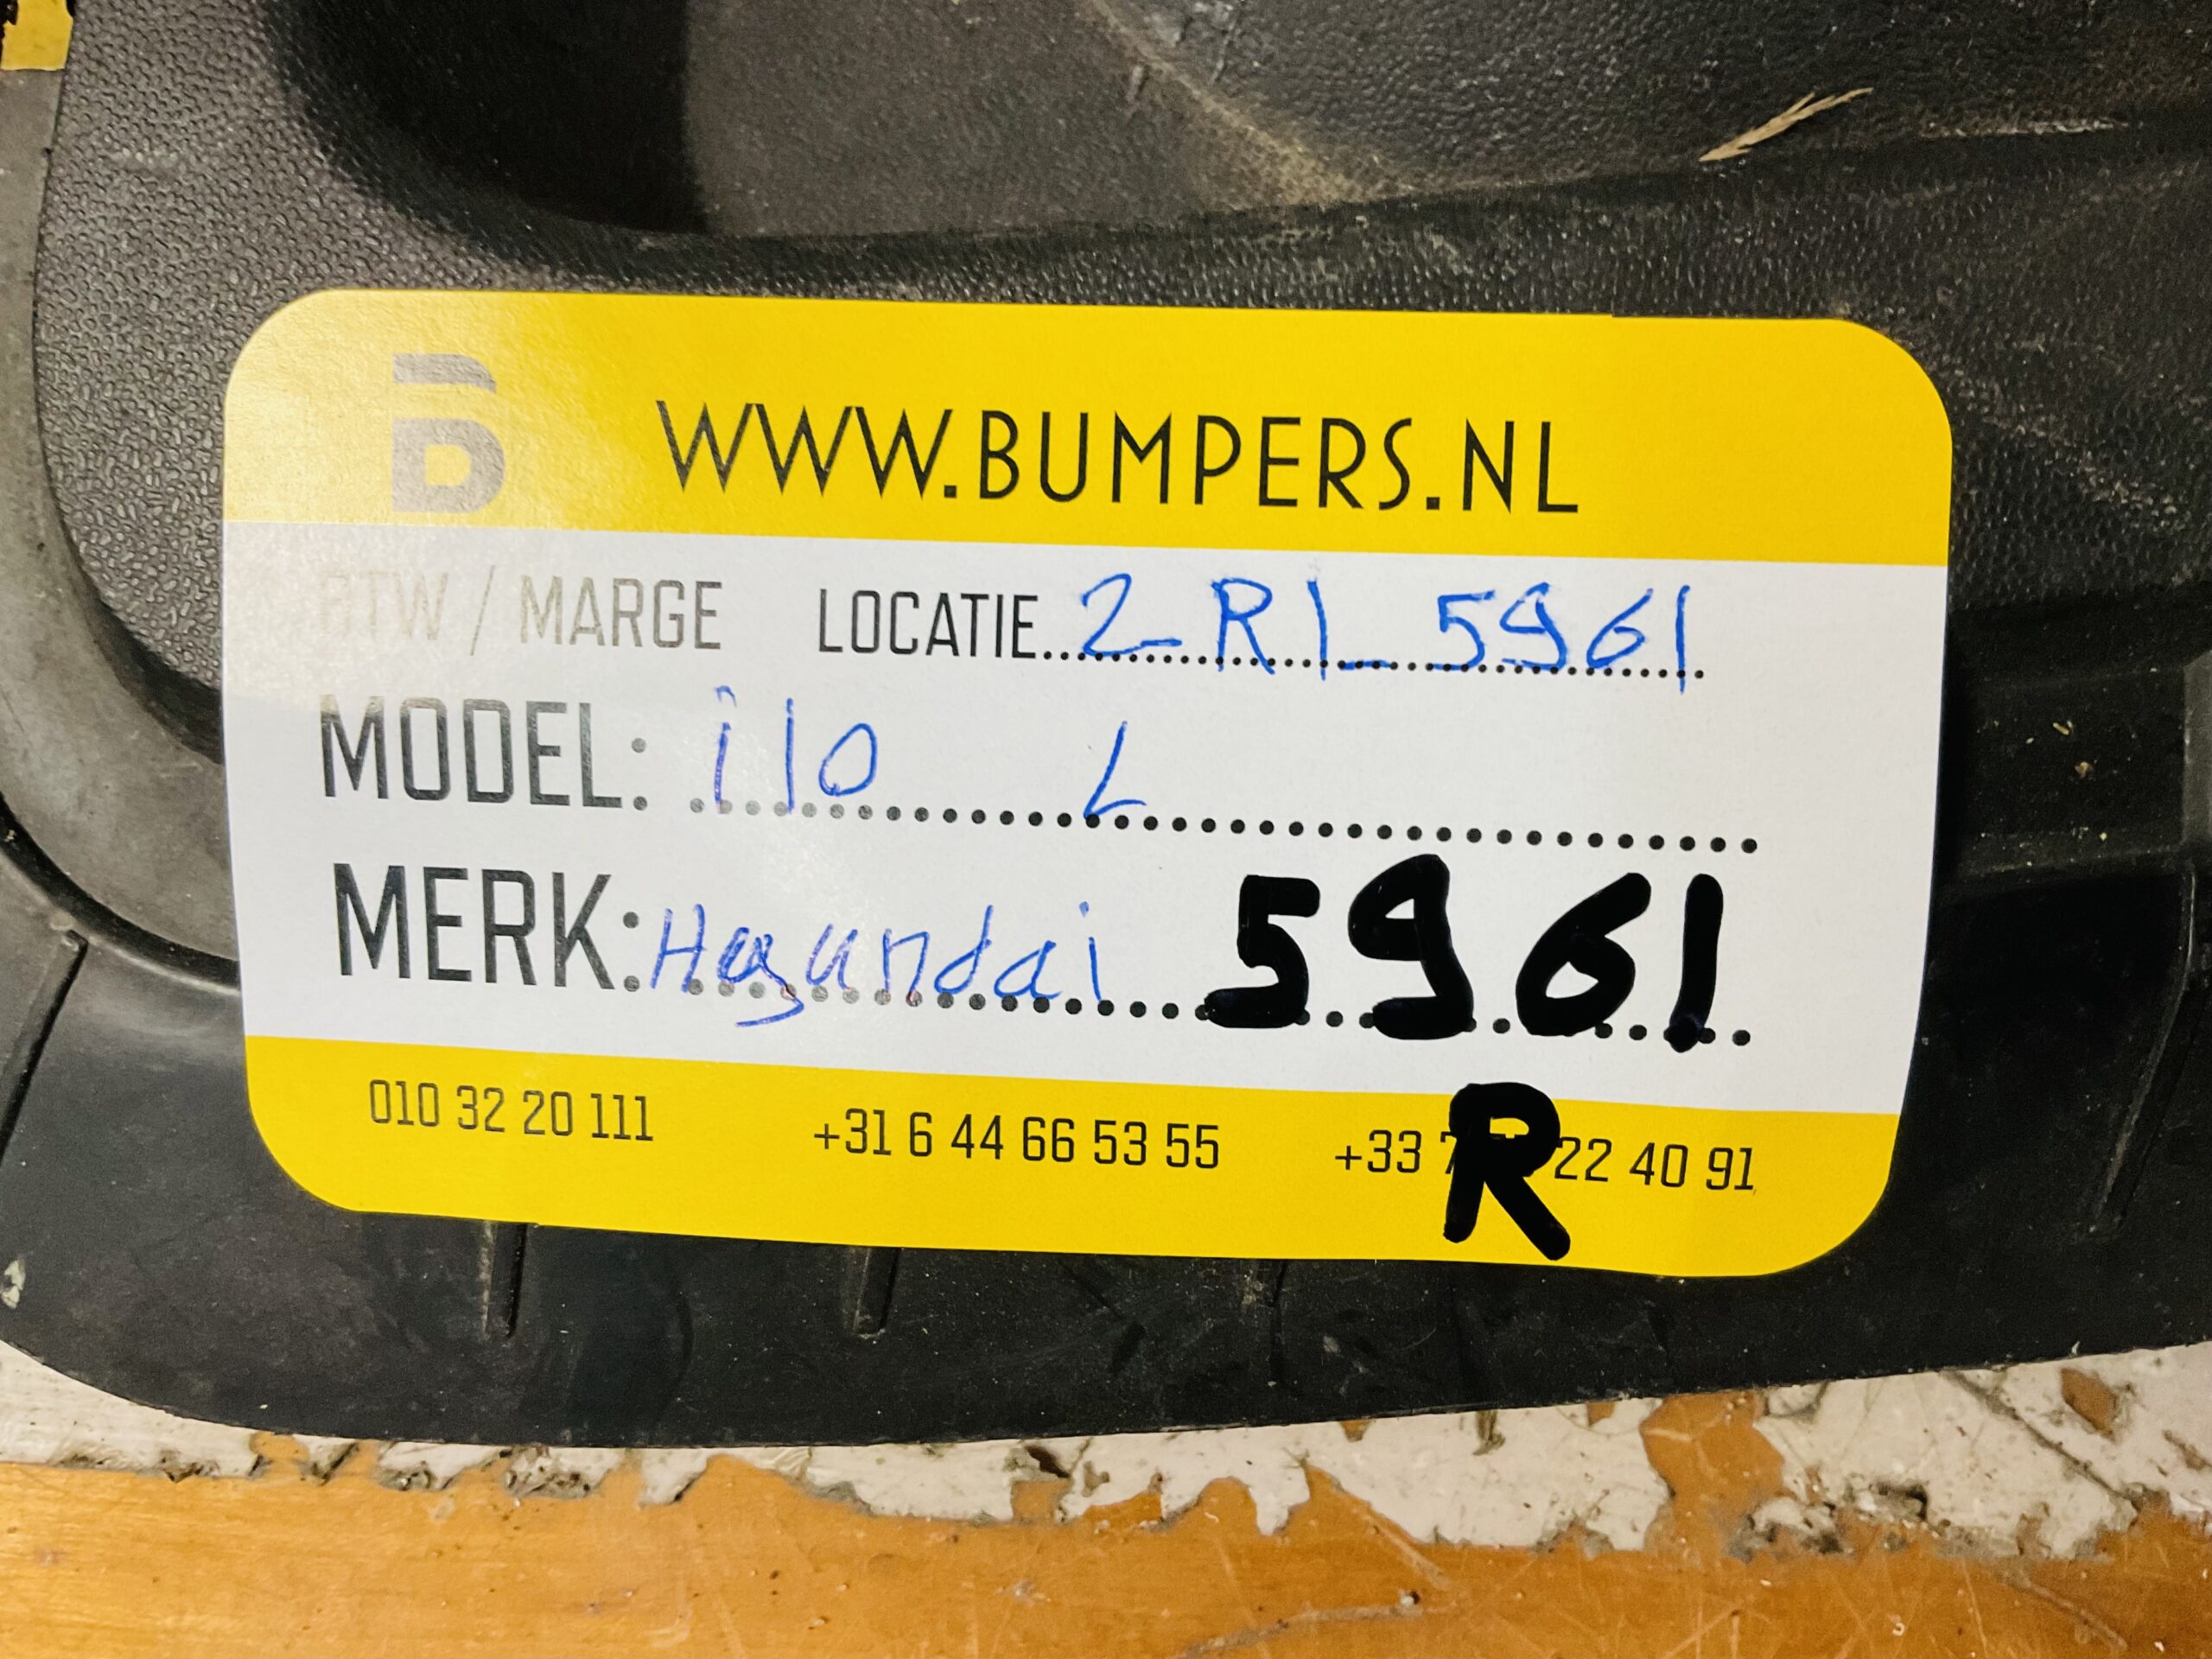 B WWW.BUMPERS.NL
BTW / MARGE LOCATIE 2-R1-5961
MODEL: i10 L
MERK: Hayundai 5961
R
010 32 20 111 +31 6 44 66 53 55 +33 7 22 40 91